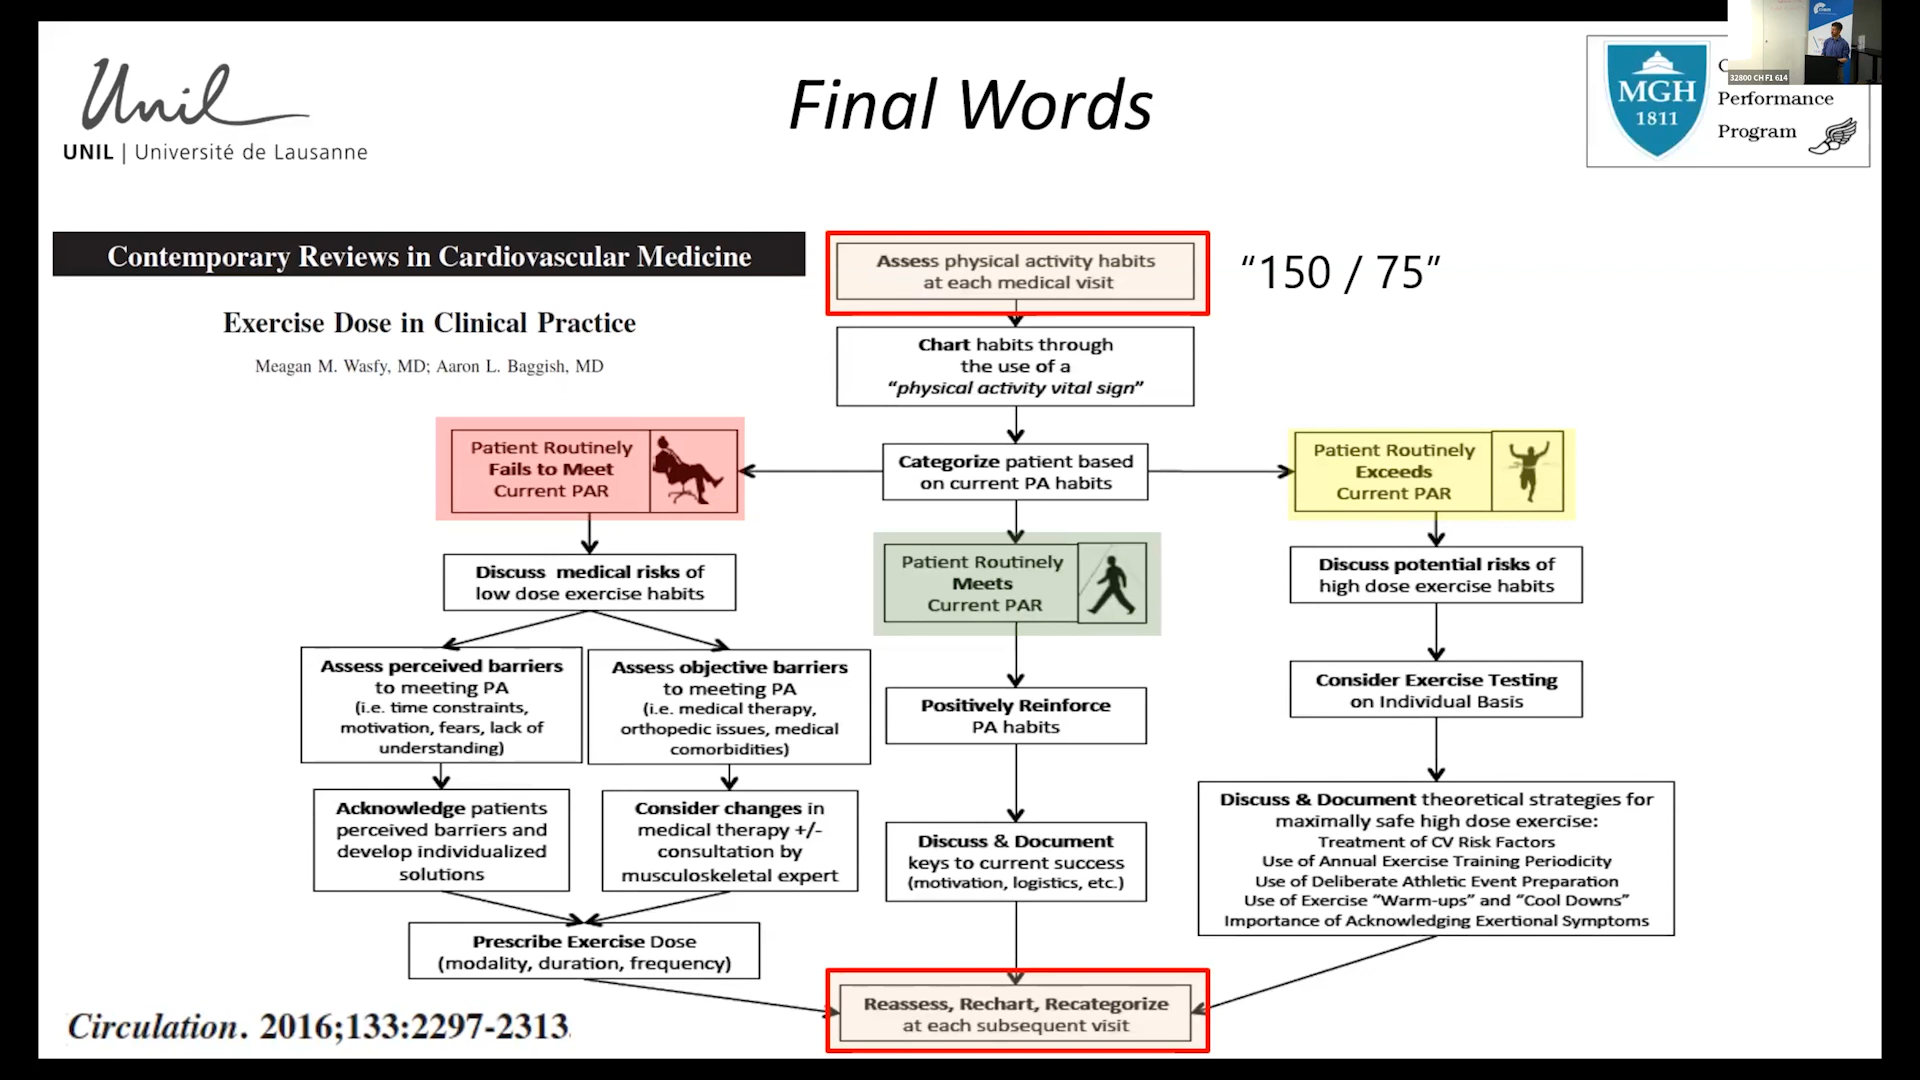 Unil
UNIL | Université de Lausanne
Final Words
MGH
1811
C
Performance
Program
32800 CH F1 614
Contemporary Reviews in Cardiovascular Medicine
Exercise Dose in Clinical Practice
Meagan M. Wasfy, MD; Aaron L. Baggish, MD
Assess physical activity habits
at each medical visit
“150 / 75”
Chart habits through
the use of a
“physical activity vital sign”
Categorize patient based
on current PA habits
Patient Routinely
Fails to Meet
Current PAR
Patient Routinely
Meets
Current PAR
Patient Routinely
Exceeds
Current PAR
Discuss medical risks of
low dose exercise habits
Assess perceived barriers
to meeting PA
(i.e. time constraints,
motivation, fears, lack of
understanding)
Assess objective barriers
to meeting PA
(i.e. medical therapy,
orthopedic issues, medical
comorbidities)
Acknowledge patients
perceived barriers and
develop individualized
solutions
Consider changes in
medical therapy +/-
consultation by
musculoskeletal expert
Prescribe Exercise Dose
(modality, duration, frequency)
Positively Reinforce
PA habits
Discuss & Document
keys to current success
(motivation, logistics, etc.)
Discuss potential risks of
high dose exercise habits
Consider Exercise Testing
on Individual Basis
Discuss & Document theoretical strategies for
maximally safe high dose exercise:
Treatment of CV Risk Factors
Use of Annual Exercise Training Periodicity
Use of Deliberate Athletic Event Preparation
Use of Exercise “Warm-ups” and “Cool Downs”
Importance of Acknowledging Exertional Symptoms
Reassess, Rechart, Recategorize
at each subsequent visit
Circulation. 2016;133:2297-2313.